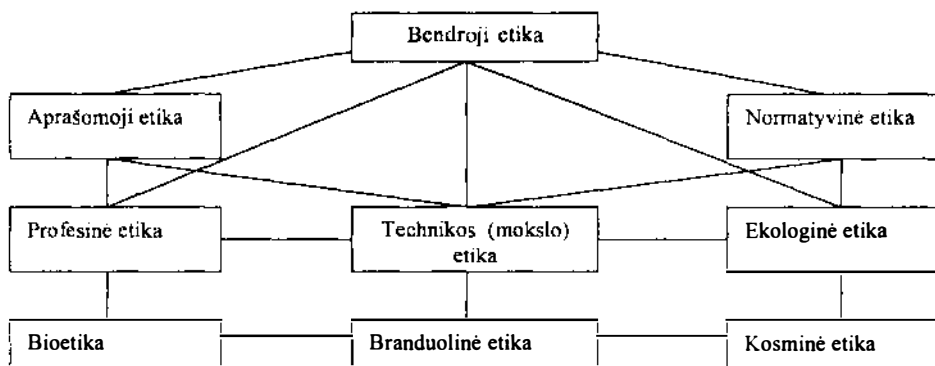 Bendroji etika
Aprašomoji etika
Normatyvinė etika
Profesinė etika
Technikos (mokslo)
etika
Ekologinė etika
Bioetika
Branduolinė etika
Kosminė etika